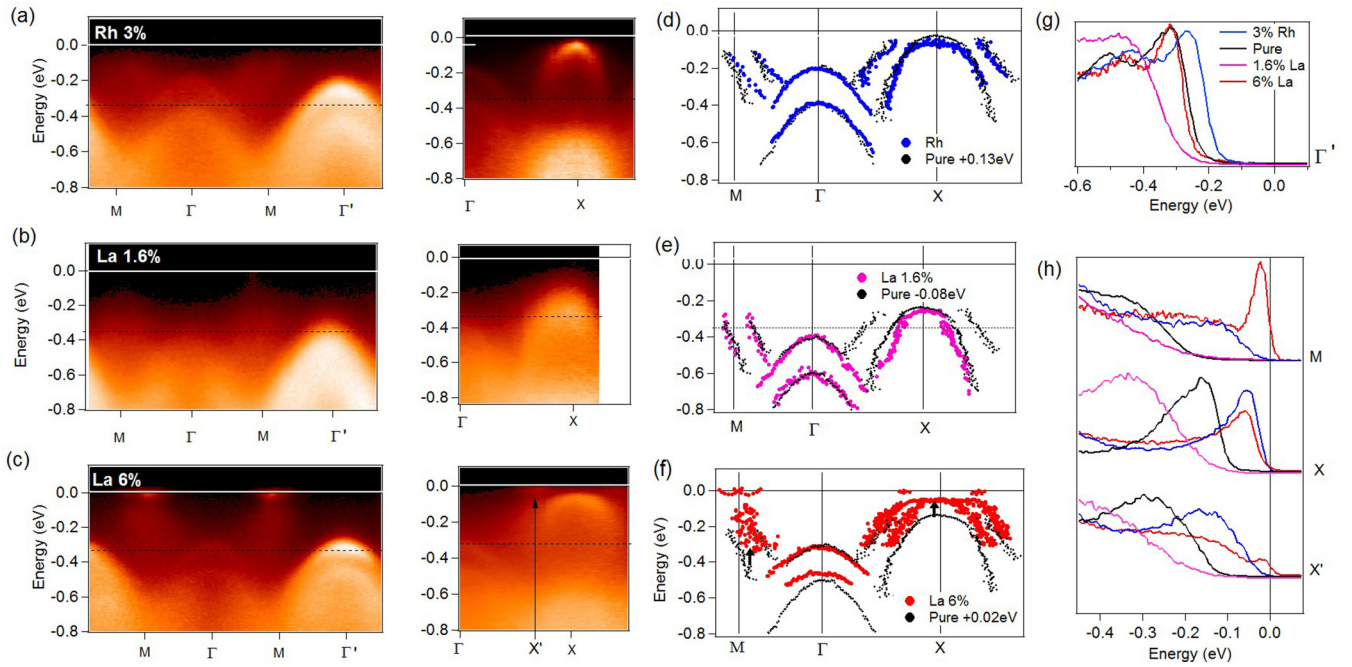 (a)
Rh 3%
0.0
-0.2
-0.4
-0.6
-0.8
Energy (eV)
M
Γ
M
Γ'
0.0
-0.2
-0.4
-0.6
-0.8
Γ
X
(b)
La 1.6%
0.0
-0.2
-0.4
-0.6
-0.8
Energy (eV)
M
Γ
M
Γ'
0.0
-0.2
-0.4
-0.6
-0.8
Γ
X
(c)
La 6%
0.0
-0.2
-0.4
-0.6
-0.8
Energy (eV)
M
Γ
M
Γ'
0.0
-0.2
-0.4
-0.6
-0.8
Γ
X'
X
(d)
0.0
-0.2
-0.4
-0.6
-0.8
Energy (eV)
Rh
Pure +0.13eV
M
Γ
X
(e)
0.0
-0.2
-0.4
-0.6
-0.8
Energy (eV)
La 1.6%
Pure -0.08eV
M
Γ
X
(f)
0.0
-0.2
-0.4
-0.6
-0.8
Energy (eV)
La 6%
Pure +0.02eV
M
Γ
X
(g)
3% Rh
Pure
1.6% La
6% La
Γ'
-0.6
-0.4
-0.2
0.0
Energy (eV)
(h)
M
X
X'
-0.4
-0.3
-0.2
-0.1
0.0
Energy (eV)